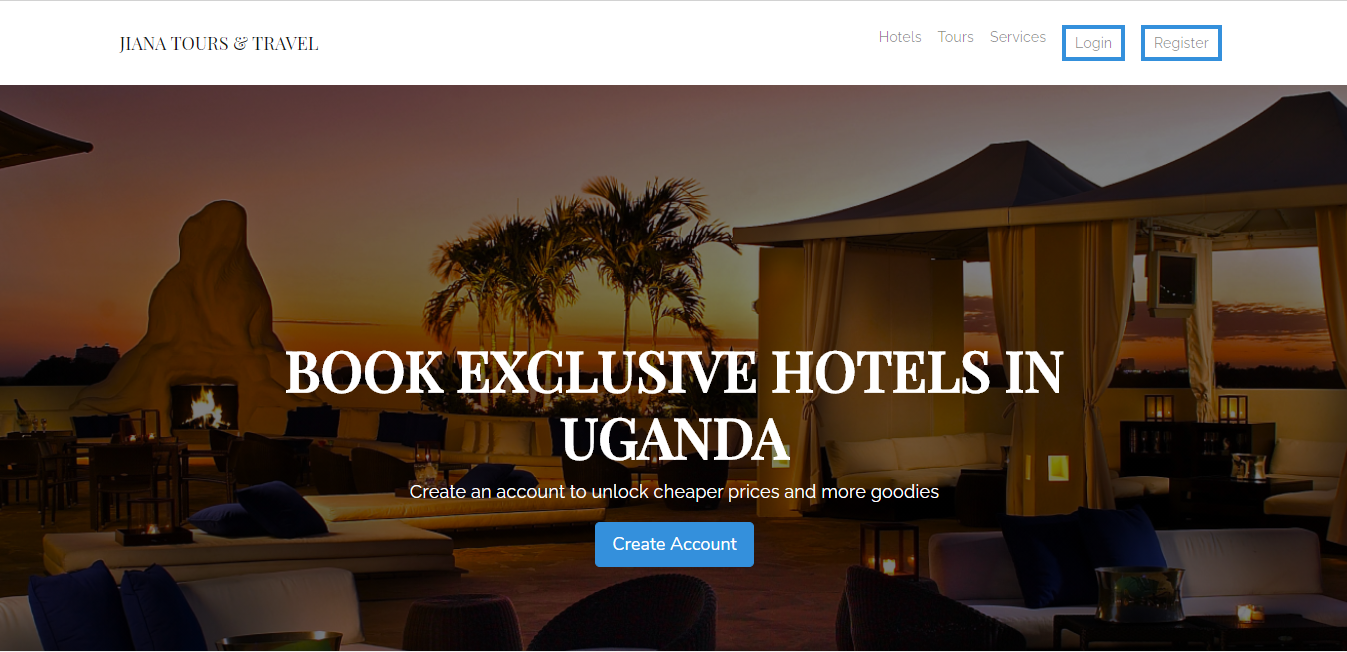 JIANA TOURS & TRAVEL
Hotels Tours Services Login Register
BOOK EXCLUSIVE HOTELS IN
UGANDA
Create an account to unlock cheaper prices and more goodies
Create Account